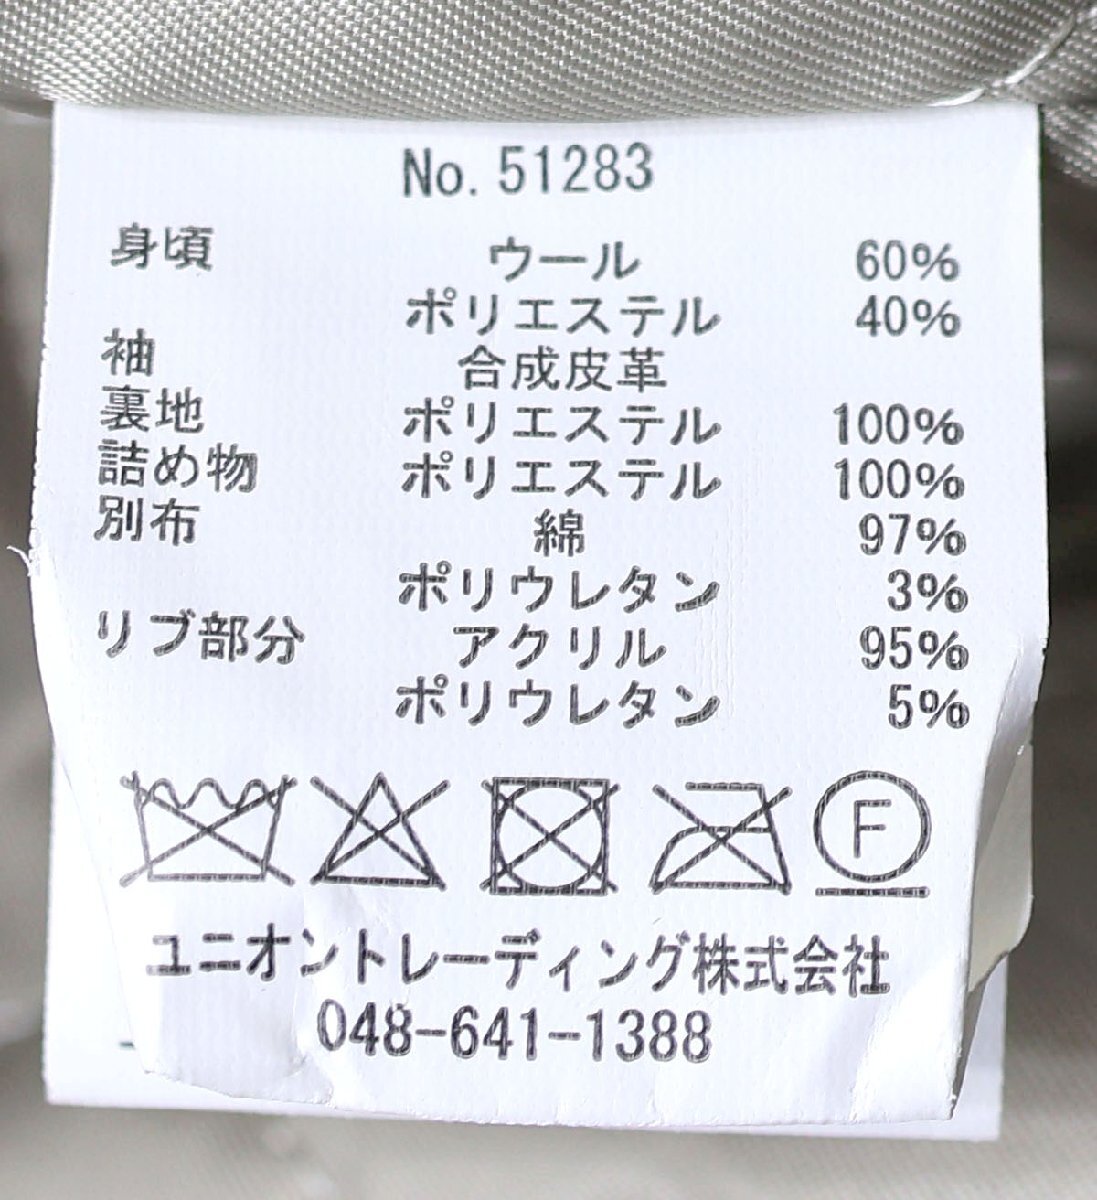 No. 51283
身頃 ウール 60%
ポリエステル 40%
袖 合成皮革
裏地 ポリエステル 100%
詰め物 ポリエステル 100%
別布 綿 97%
ポリウレタン 3%
リブ部分 アクリル 95%
ポリウレタン 5%
F
ユニオントレーディング株式会社
048-641-1388